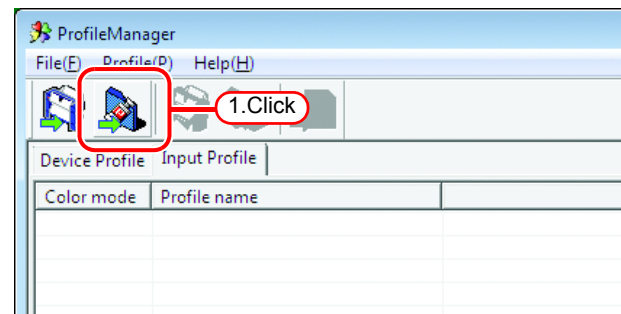 ProfileManager
File(F) Profile(P) Help(H)
1.Click
Device Profile Input Profile
Color mode Profile name